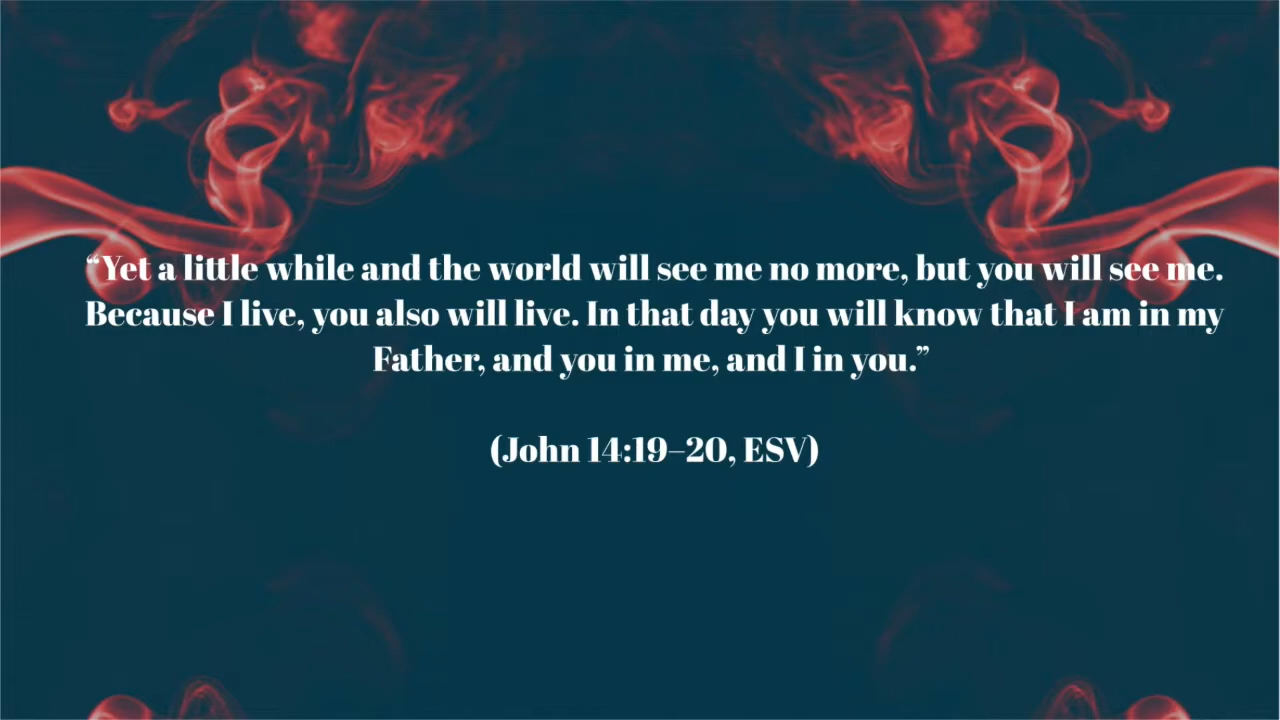 “Yet a little while and the world will see me no more, but you will see me.
Because I live, you also will live. In that day you will know that I am in my
Father, and you in me, and I in you.”
(John 14:19–20, ESV)